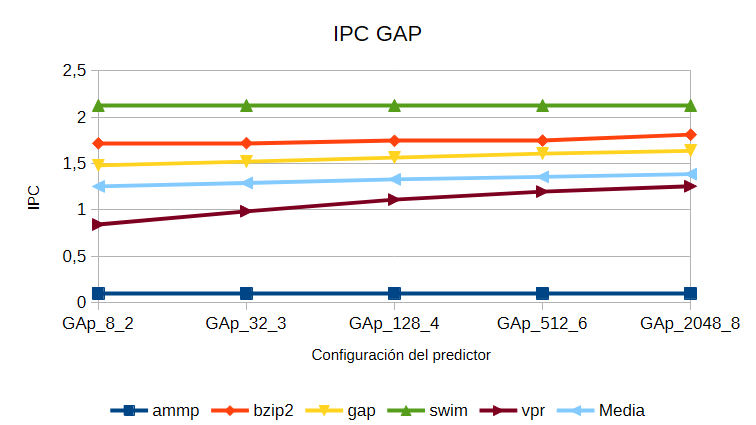 IPC GAP
2,5
2
1,5
1
0,5
0
IPC
GAp_8_2 GAp_32_3 GAp_128_4 GAp_512_6 GAp_2048_8
Configuración del predictor
ammp bzip2 gap swim vpr Media